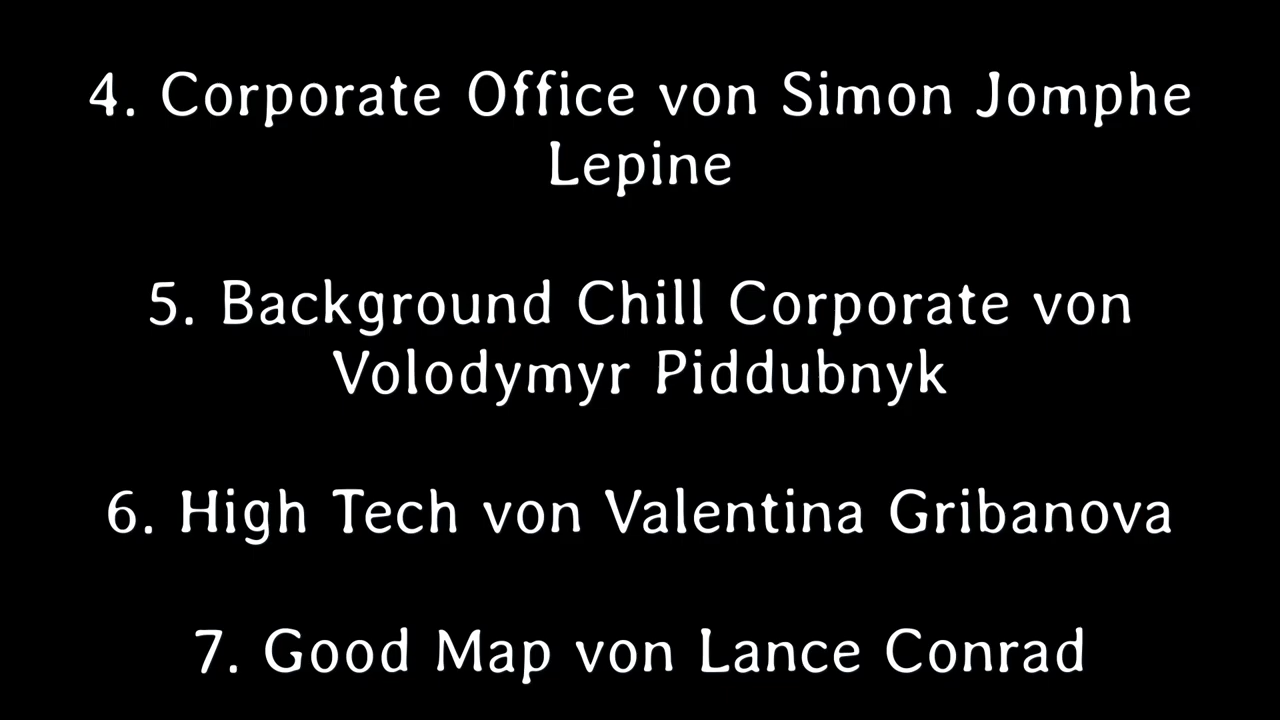 4. Corporate Office von Simon Jomphe
Lepine
5. Background Chill Corporate von
Volodymyr Piddubnyk
6. High Tech von Valentina Gribanova
7. Good Map von Lance Conrad